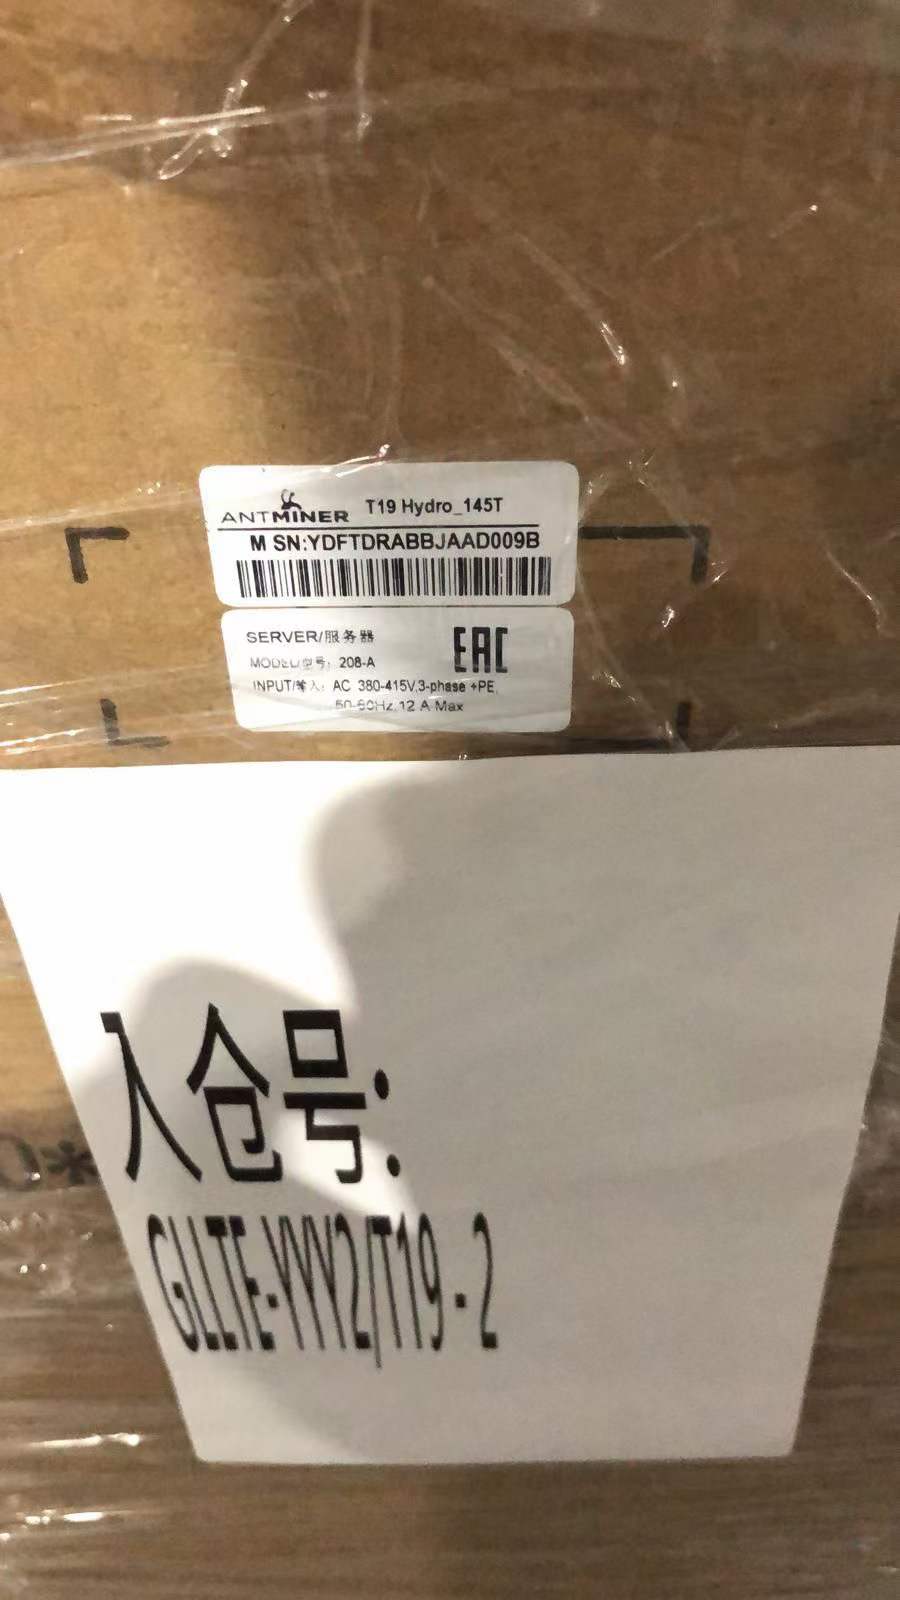 ANTMINER T19 Hydro_145T
M SN:YDFTDRABBJAAD009B
SERVER/服务器
MODEL/型号: 208-A
EAC
INPUT/输入: AC 380-415V,3-phase +PE,
50-60Hz,12 A Max
入仓号:
GLLTE-YYY2/T19-2